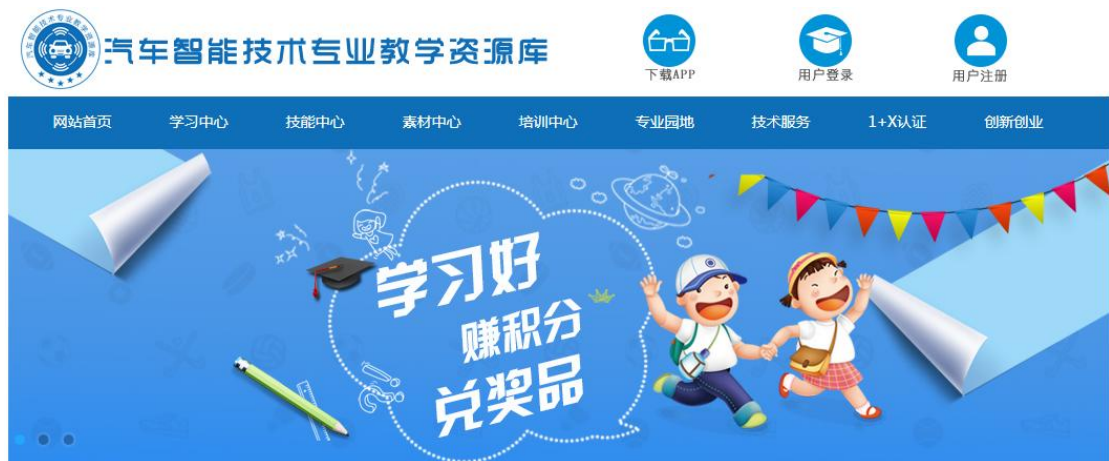 汽车智能技术专业教学资源库
下载APP
用户登录
用户注册
网站首页 学习中心 技能中心 素材中心 培训中心 专业园地 技术服务 1+X认证 创新创业
学习好
赚积分
兑奖品